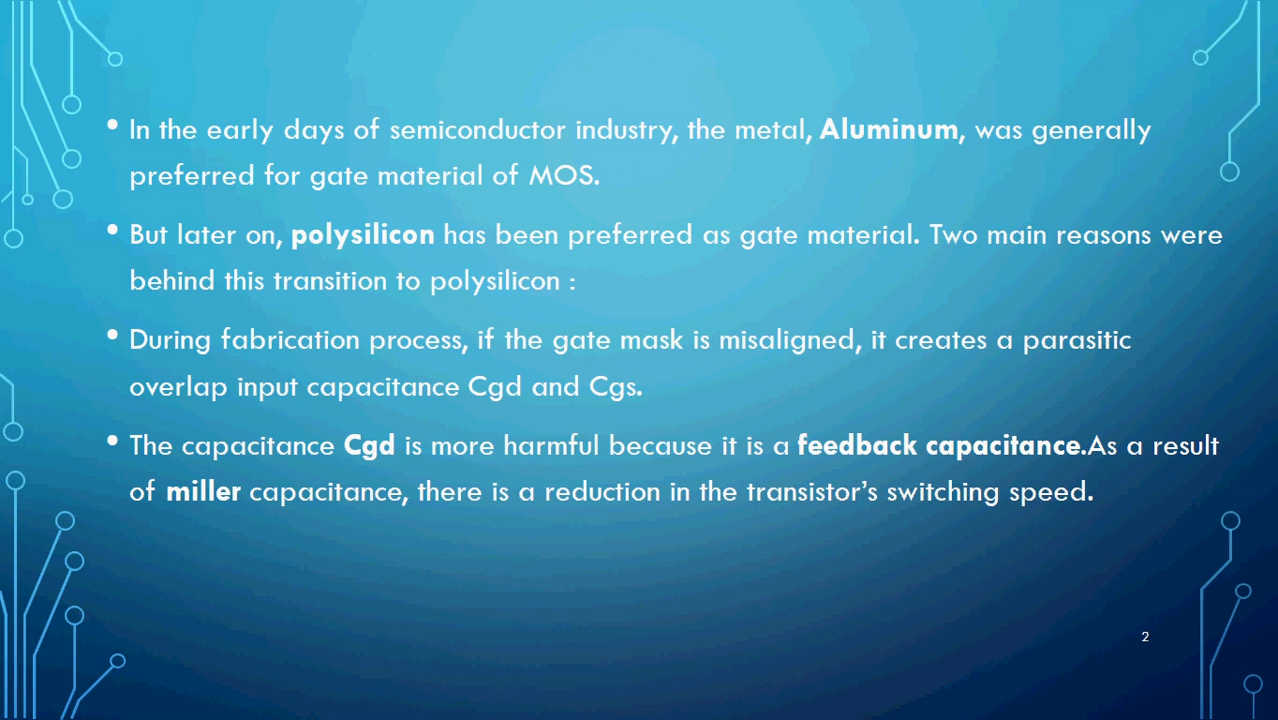 • In the early days of semiconductor industry, the metal, Aluminum, was generally
preferred for gate material of MOS.
• But later on, polysilicon has been preferred as gate material. Two main reasons were
behind this transition to polysilicon :
• During fabrication process, if the gate mask is misaligned, it creates a parasitic
overlap input capacitance Cgd and Cgs.
• The capacitance Cgd is more harmful because it is a feedback capacitance.As a result
of miller capacitance, there is a reduction in the transistor’s switching speed.
2